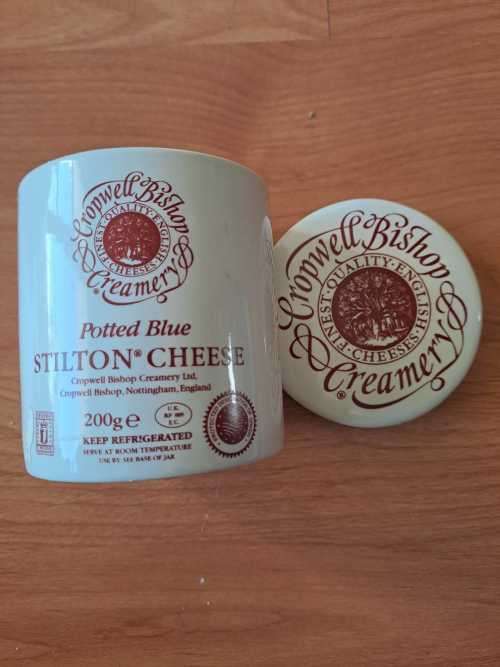 Cropwell Bishop
FINEST · QUALITY · ENGLISH
· CHEESES ·
Creamery
®
Potted Blue
STILTON® CHEESE
Cropwell Bishop Creamery Ltd,
Cropwell Bishop, Nottingham, England
200g e
U.K.
E.C.
KEEP REFRIGERATED
SERVE AT ROOM TEMPERATURE
USE BY: SEE BASE OF JAR
Cropwell Bishop
FINEST · QUALITY · ENGLISH
· CHEESES ·
Creamery
®